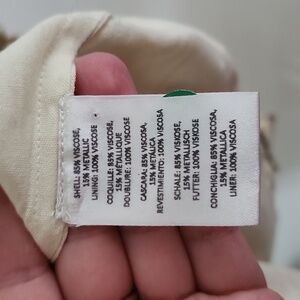 SHELL: 85% VISCOSE,
15% METALLIC
LINING: 100% VISCOSE
COQUILLE: 85% VISCOSE,
15% MÉTALLIQUE
DOUBLURE: 100% VISCOSE
CASCARA: 85% VISCOSA,
15% METÁLICA
REVESTIMIENTO: 100% VISCOSA
SCHALE: 85% VISKOSE,
15% METALLISCH
FUTTER: 100% VISKOSE
CONCHIGLIA: 85% VISCOSA,
15% METALLICA
LINER: 100% VISCOSA